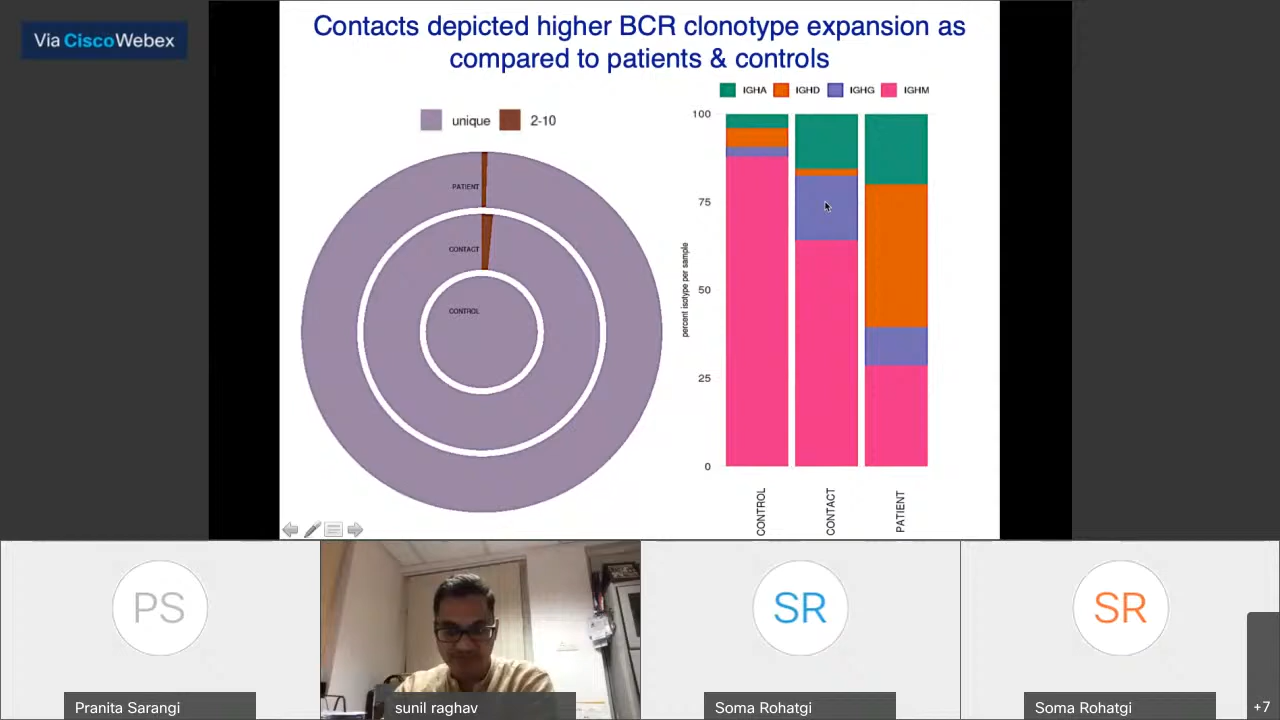 Via Cisco Webex
Contacts depicted higher BCR clonotype expansion as
compared to patients & controls
unique 2-10
PATIENT
CONTACT
CONTROL
IGHA IGHD IGHG IGHM
100
75
50
25
0
percent isotype per sample
CONTROL
CONTACT
PATIENT
PS
SR
SR
Pranita Sarangi
sunil raghav
Soma Rohatgi
Soma Rohatgi
+7